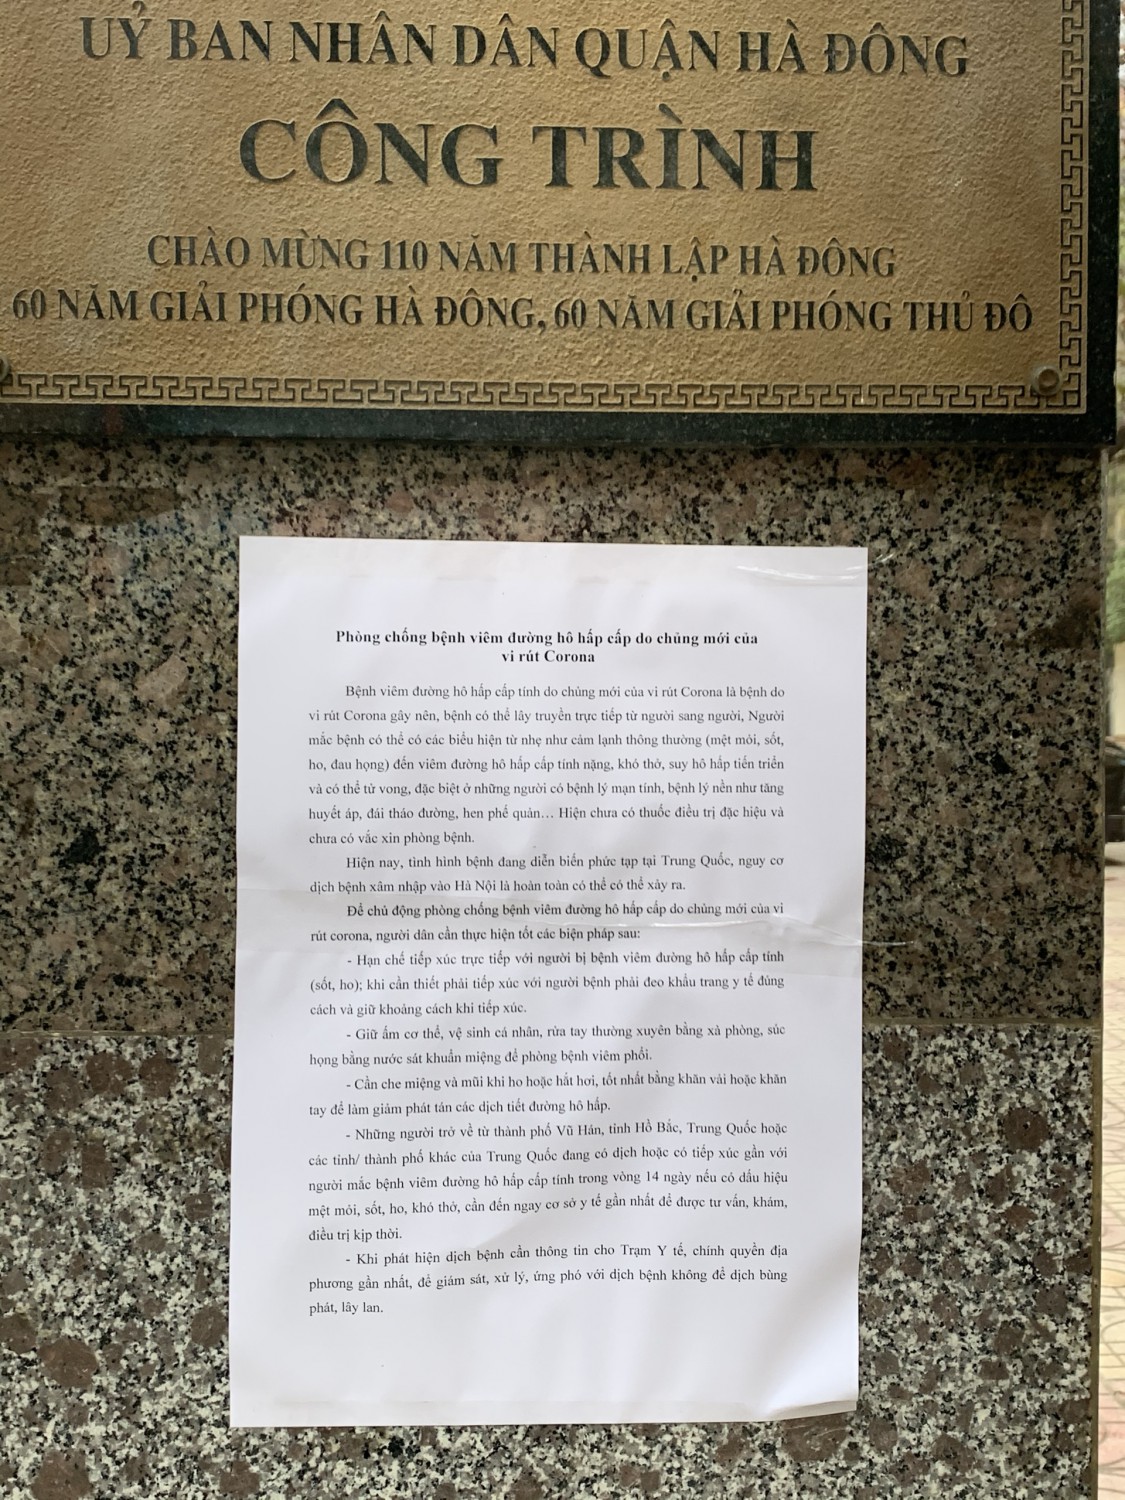 UỶ BAN NHÂN DÂN QUẬN HÀ ĐÔNG
CÔNG TRÌNH
CHÀO MỪNG 110 NĂM THÀNH LẬP HÀ ĐÔNG
60 NĂM GIẢI PHÓNG HÀ ĐÔNG, 60 NĂM GIẢI PHÓNG THỦ ĐÔ
Phòng chống bệnh viêm đường hô hấp cấp do chủng mới của
vi rút Corona
Bệnh viêm đường hô hấp cấp tính do chủng mới của vi rút Corona là bệnh do
vi rút Corona gây nên, bệnh có thể lây truyền trực tiếp từ người sang người, Người
mắc bệnh có thể có các biểu hiện từ nhẹ như cảm lạnh thông thường (mệt mỏi, sốt,
ho, đau họng) đến viêm đường hô hấp cấp tính nặng, khó thở, suy hô hấp tiến triển
và có thể tử vong, đặc biệt ở những người có bệnh lý mạn tính, bệnh lý nền như tăng
huyết áp, đái tháo đường, hen phế quản… Hiện chưa có thuốc điều trị đặc hiệu và
chưa có vắc xin phòng bệnh.
Hiện nay, tình hình bệnh đang diễn biến phức tạp tại Trung Quốc, nguy cơ
dịch bệnh xâm nhập vào Hà Nội là hoàn toàn có thể có thể xảy ra.
Để chủ động phòng chống bệnh viêm đường hô hấp cấp do chủng mới của vi
rút corona, người dân cần thực hiện tốt các biện pháp sau:
- Hạn chế tiếp xúc trực tiếp với người bị bệnh viêm đường hô hấp cấp tính
(sốt, ho); khi cần thiết phải tiếp xúc với người bệnh phải đeo khẩu trang y tế đúng
cách và giữ khoảng cách khi tiếp xúc.
- Giữ ấm cơ thể, vệ sinh cá nhân, rửa tay thường xuyên bằng xà phòng, súc
họng bằng nước sát khuẩn miệng để phòng bệnh viêm phổi.
- Cần che miệng và mũi khi ho hoặc hắt hơi, tốt nhất bằng khăn vải hoặc khăn
tay để làm giảm phát tán các dịch tiết đường hô hấp.
- Những người trở về từ thành phố Vũ Hán, tỉnh Hồ Bắc, Trung Quốc hoặc
các tỉnh/ thành phố khác của Trung Quốc đang có dịch hoặc có tiếp xúc gần với
người mắc bệnh viêm đường hô hấp cấp tính trong vòng 14 ngày nếu có dấu hiệu
mệt mỏi, sốt, ho, khó thở, cần đến ngay cơ sở y tế gần nhất để được tư vấn, khám,
điều trị kịp thời.
- Khi phát hiện dịch bệnh cần thông tin cho Trạm Y tế, chính quyền địa
phương gần nhất, để giám sát, xử lý, ứng phó với dịch bệnh không để dịch bùng
phát, lây lan.